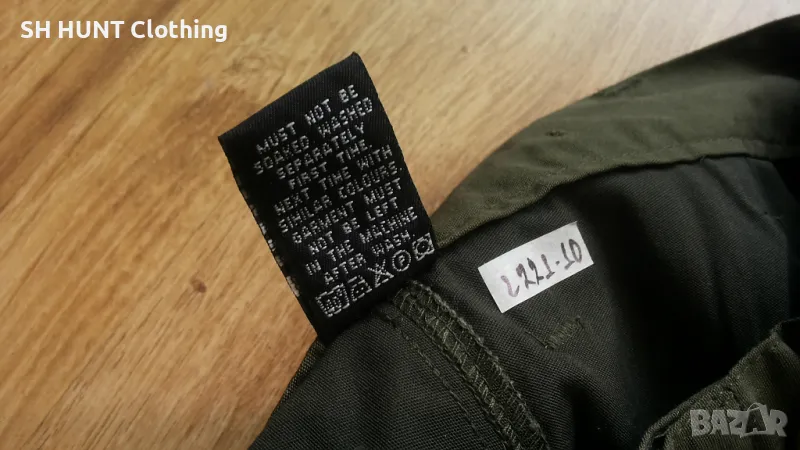 SH HUNT Clothing
MUST NOT BE
SOAKED WASHED
SEPARATELY
FIRST TIME.
NEXT TIME WITH
SIMILAR COLOURS.
GARMENT MUST
NOT BE LEFT
IN THE MACHINE
AFTER WASH
40° P
2221-10
BAZAR